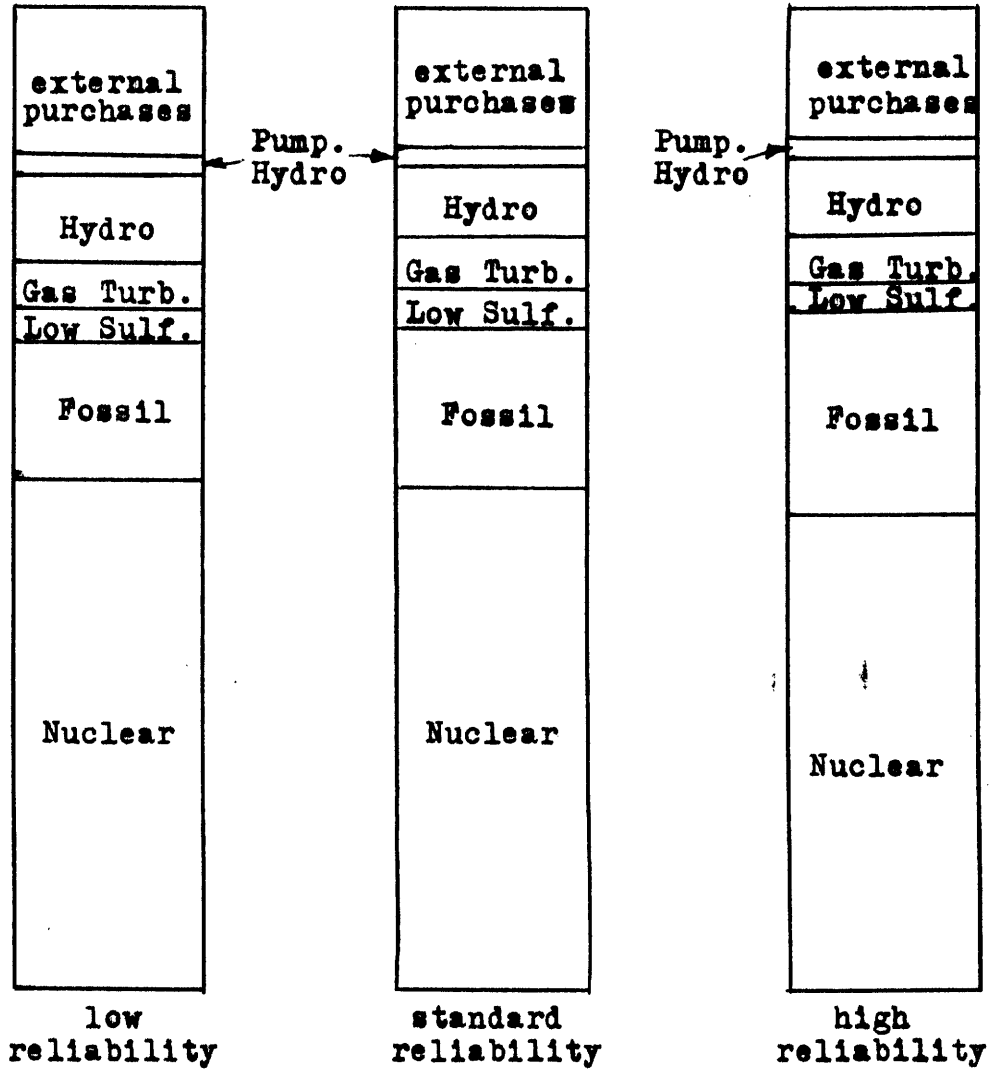 external
purchases
Pump.
Hydro
Hydro
Gas Turb.
Low Sulf.
Fossil
Nuclear
low
reliability
external
purchases
Hydro
Gas Turb.
Low Sulf.
Fossil
Nuclear
standard
reliability
external
purchases
Pump.
Hydro
Hydro
Gas Turb.
Low Sulf.
Fossil
Nuclear
high
reliability